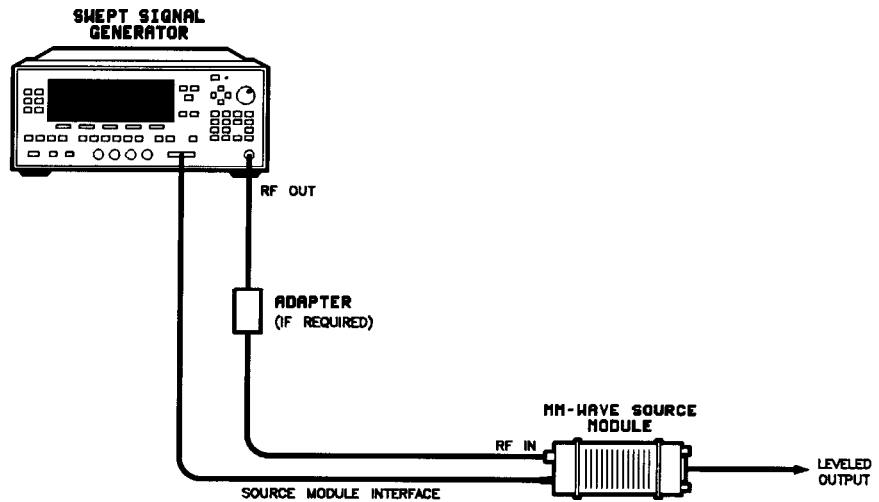 SWEPT SIGNAL
GENERATOR
RF OUT
ADAPTER
(IF REQUIRED)
MM-WAVE SOURCE
MODULE
RF IN
LEVELED
OUTPUT
SOURCE MODULE INTERFACE